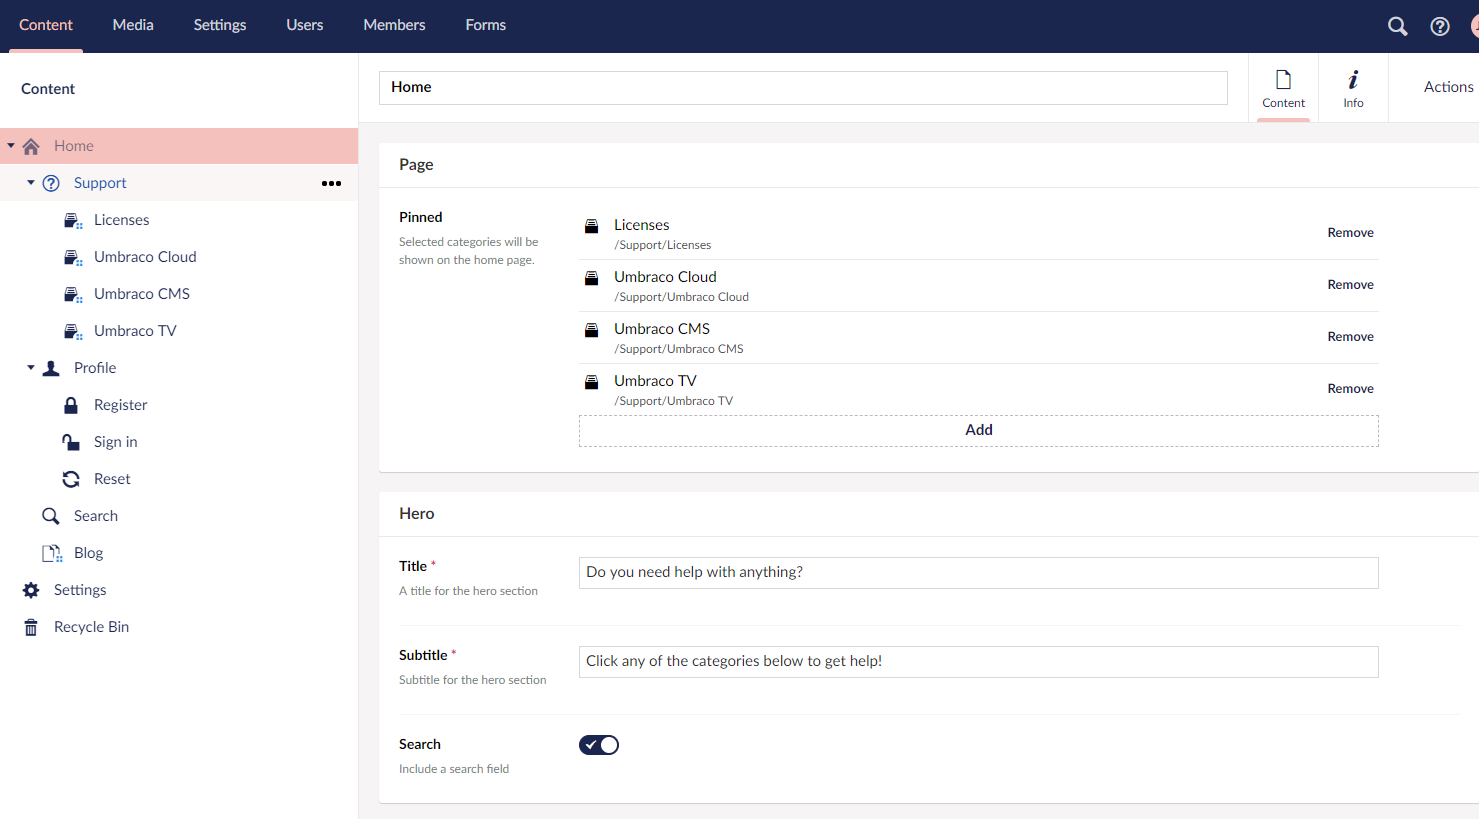 Content Media Settings Users Members Forms
Content
Home
Support
Licenses
Umbraco Cloud
Umbraco CMS
Umbraco TV
Profile
Register
Sign in
Reset
Search
Blog
Settings
Recycle Bin
Home
Content
Info
Actions
Page
Pinned
Selected categories will be
shown on the home page.
Licenses
/Support/Licenses
Remove
Umbraco Cloud
/Support/Umbraco Cloud
Remove
Umbraco CMS
/Support/Umbraco CMS
Remove
Umbraco TV
/Support/Umbraco TV
Remove
Add
Hero
Title *
A title for the hero section
Do you need help with anything?
Subtitle *
Subtitle for the hero section
Click any of the categories below to get help!
Search
Include a search field